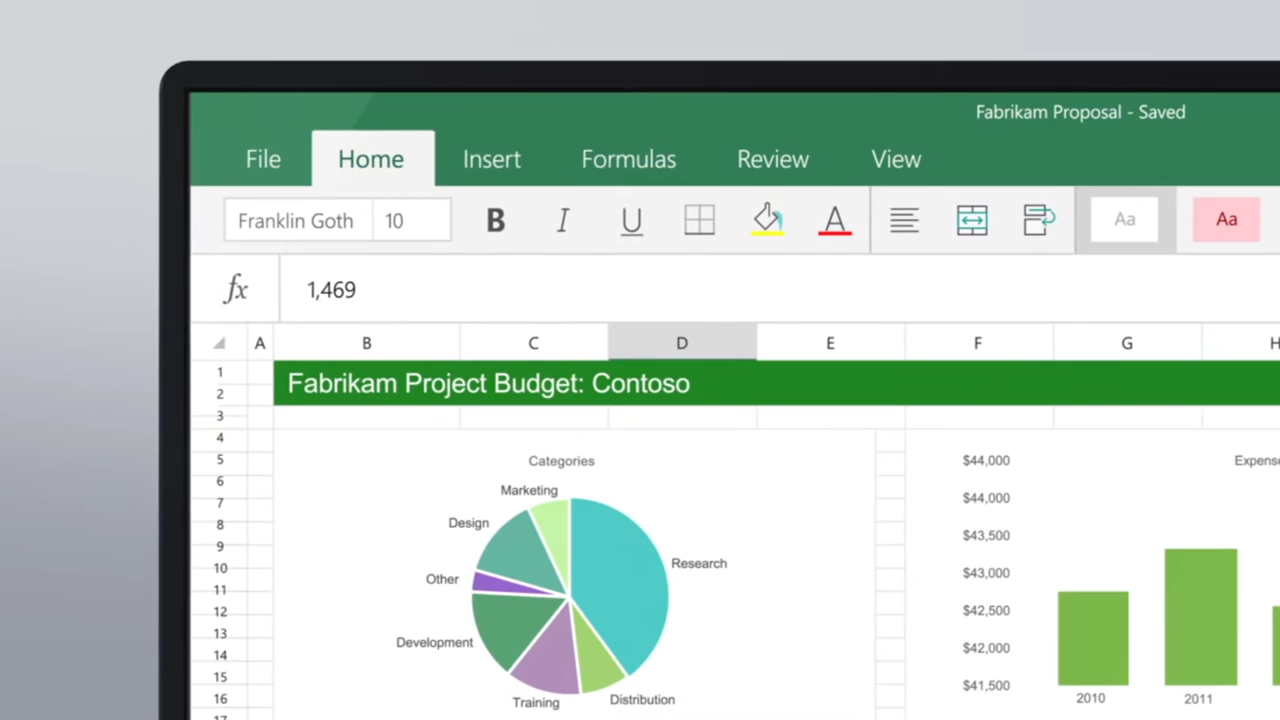 Fabrikam Proposal - Saved
File Home Insert Formulas Review View
Franklin Goth 10 B I U A Aa Aa
fx 1,469
A B C D E F G H
1
Fabrikam Project Budget: Contoso
2
3
4
5
6
7
8
9
10
11
12
13
14
15
16
Categories
Marketing
Design
Research
Other
Development
Training
Distribution
Expense
$44,000
$44,000
$43,500
$43,000
$42,500
$42,000
$41,500
2010 2011